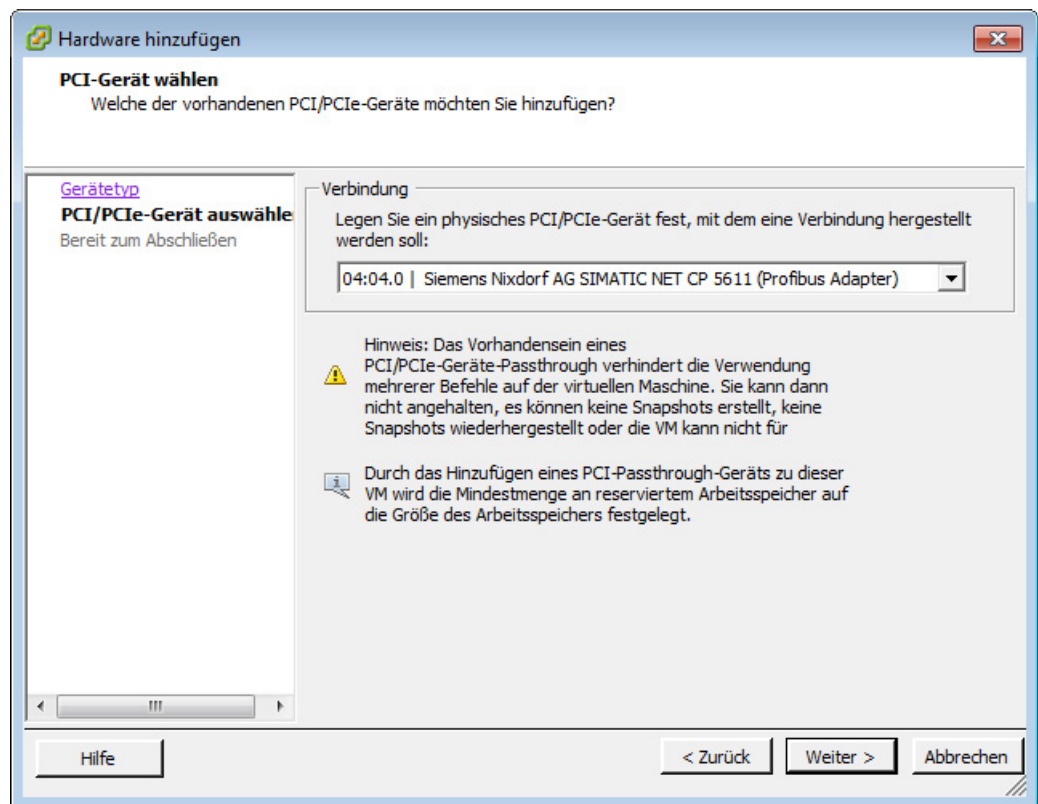 Hardware hinzufügen
PCI-Gerät wählen
Welche der vorhandenen PCI/PCIe-Geräte möchten Sie hinzufügen?
Gerätetyp
PCI/PCIe-Gerät auswähle
Bereit zum Abschließen
Verbindung
Legen Sie ein physisches PCI/PCIe-Gerät fest, mit dem eine Verbindung hergestellt
werden soll:
04:04.0 | Siemens Nixdorf AG SIMATIC NET CP 5611 (Profibus Adapter)
Hinweis: Das Vorhandensein eines
PCI/PCIe-Geräte-Passthrough verhindert die Verwendung
mehrerer Befehle auf der virtuellen Maschine. Sie kann dann
nicht angehalten, es können keine Snapshots erstellt, keine
Snapshots wiederhergestellt oder die VM kann nicht für
Durch das Hinzufügen eines PCI-Passthrough-Geräts zu dieser
VM wird die Mindestmenge an reserviertem Arbeitsspeicher auf
die Größe des Arbeitsspeichers festgelegt.
Hilfe
< Zurück
Weiter >
Abbrechen